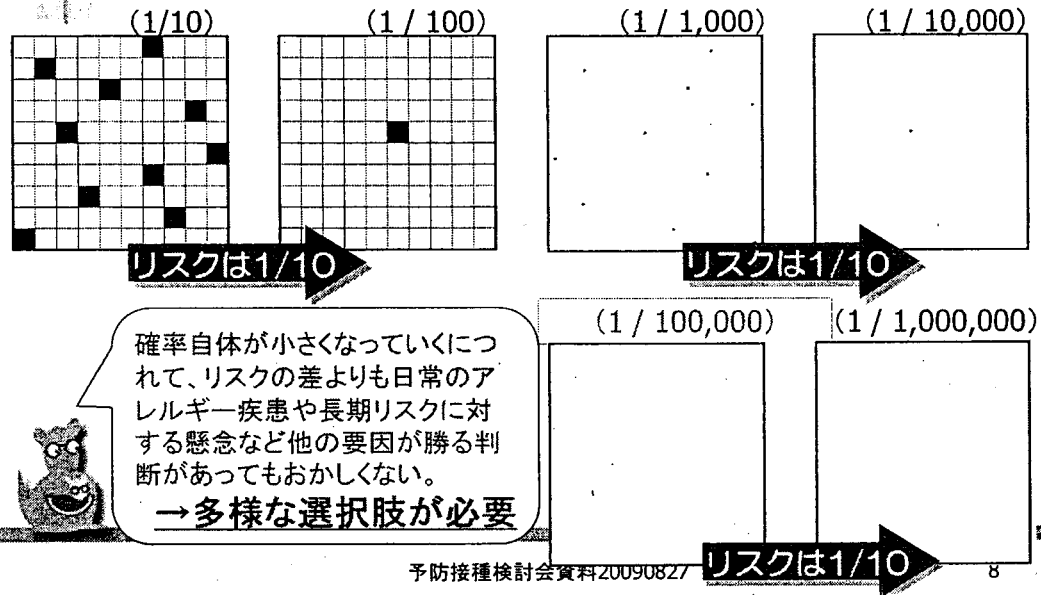 (1/10)
(1 / 100)
(1 / 1,000)
(1 / 10,000)
リスクは1/10
リスクは1/10
(1 / 100,000)
(1 / 1,000,000)
確率自体が小さくなっていくにつ
れて、リスクの差よりも日常のア
レルギー疾患や長期リスクに対
する懸念など他の要因が勝る判
断があってもおかしくない。
→多様な選択肢が必要
リスクは1/10
予防接種検討会資料20090827
8